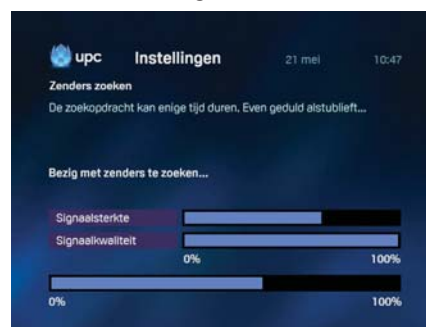 upc Instellingen 21 mei 10:47
Zenders zoeken
De zoekopdracht kan enige tijd duren. Even geduld alstublieft...
Bezig met zenders te zoeken...
Signaalsterkte
Signaalkwaliteit
0% 100%
0% 100%